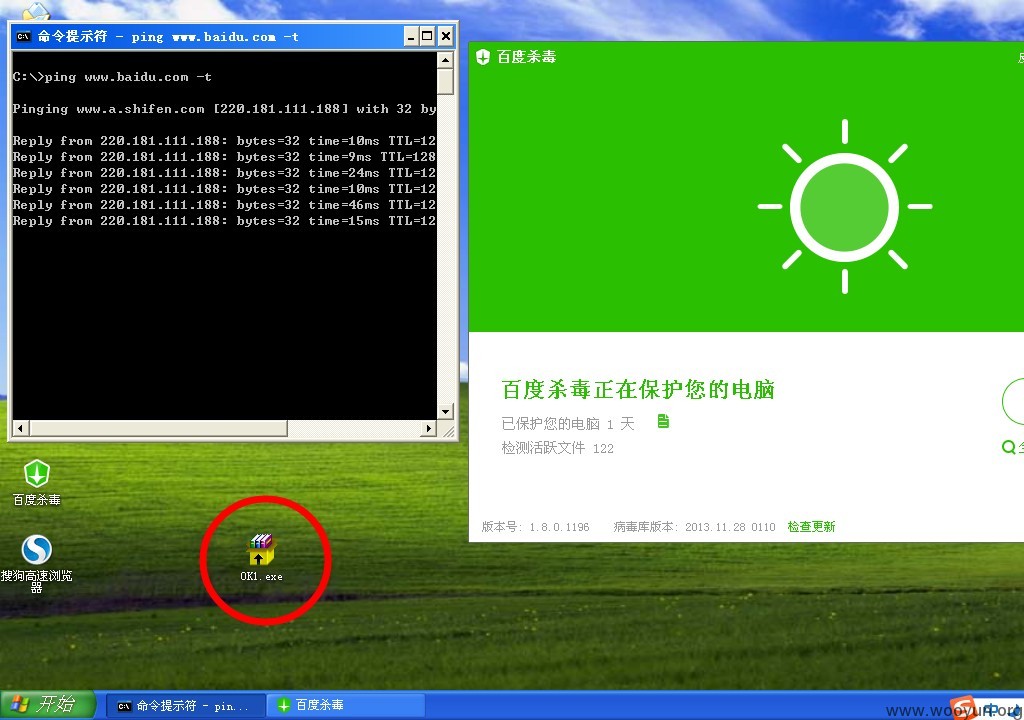 命令提示符 - ping www.baidu.com -t
C:\>ping www.baidu.com -t
Pinging www.a.shifen.com [220.181.111.188] with 32 by
Reply from 220.181.111.188: bytes=32 time=10ms TTL=12
Reply from 220.181.111.188: bytes=32 time=9ms TTL=128
Reply from 220.181.111.188: bytes=32 time=24ms TTL=12
Reply from 220.181.111.188: bytes=32 time=10ms TTL=12
Reply from 220.181.111.188: bytes=32 time=46ms TTL=12
Reply from 220.181.111.188: bytes=32 time=15ms TTL=12
百度杀毒
百度杀毒正在保护您的电脑
已保护您的电脑 1 天
检测活跃文件 122
版本号: 1.8.0.1196 病毒库版本: 2013.11.28 0110 检查更新
百度杀毒
搜狗高速浏览
器
OK1.exe
开始
命令提示符 - pin...
百度杀毒
中
www.wooyun.org